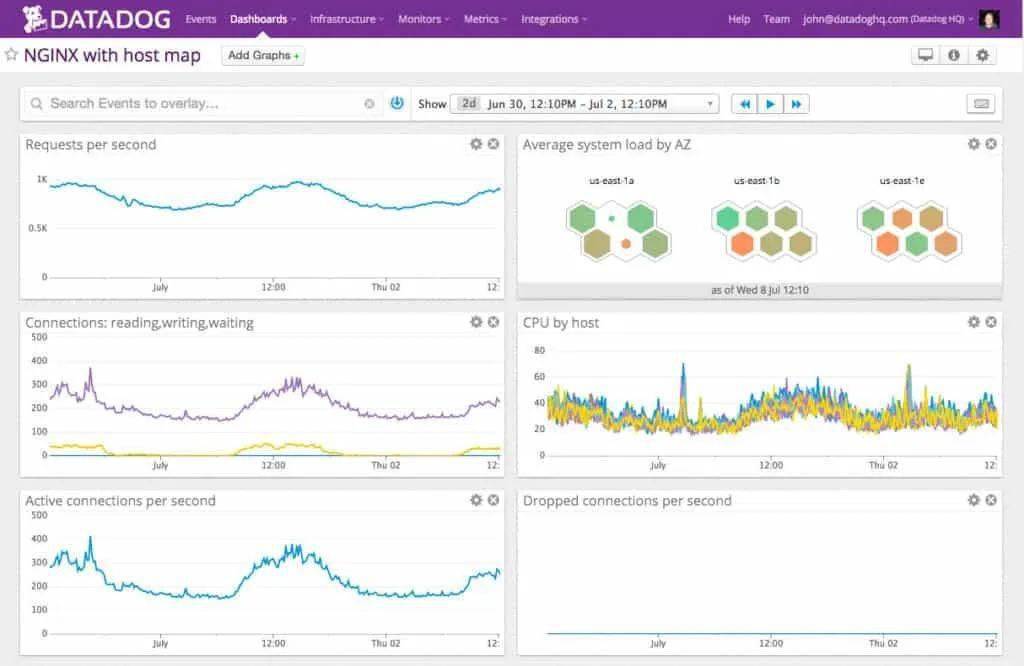 DATADOG Events Dashboards Infrastructure Monitors Metrics Integrations Help Team john@datadoghq.com (Datadog HQ)
NGINX with host map Add Graphs +
Search Events to overlay... Show 2d Jun 30, 12:10PM – Jul 2, 12:10PM
Requests per second
1K
0.5K
0
July 12:00 Thu 02 12:
Average system load by AZ
us-east-1a us-east-1b us-east-1e
as of Wed 8 Jul 12:10
Connections: reading,writing,waiting
500
400
300
200
100
0
July 12:00 Thu 02 12:
CPU by host
80
60
40
20
0
July 12:00 Thu 02 12:
Active connections per second
500
400
300
200
100
0
July 12:00 Thu 02 12:
Dropped connections per second
July 12:00 Thu 02 12: